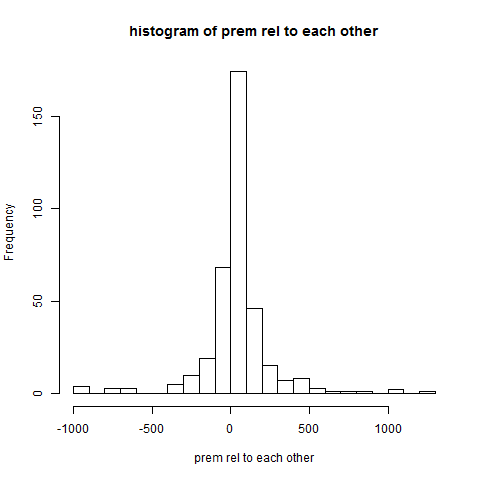 histogram of prem rel to each other
150
100
50
0
Frequency
-1000 -500 0 500 1000
prem rel to each other